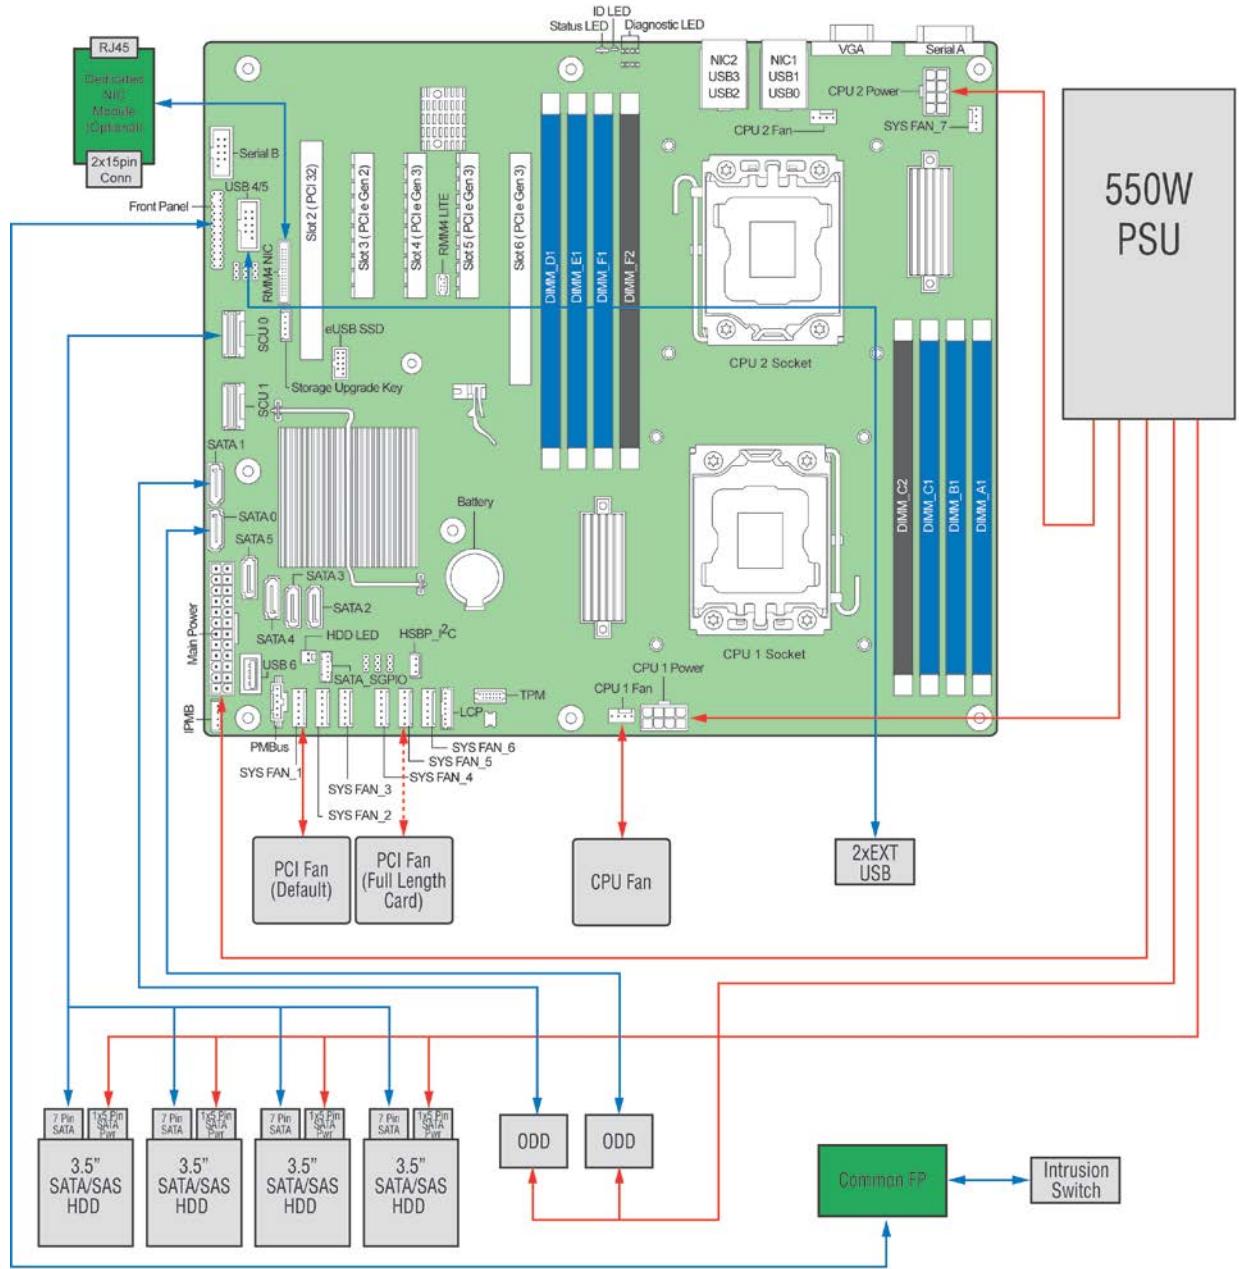 ID LED
Status LED
Diagnostic LED
RJ45
Dedicated
NIC
Module
(Optional)
2x15pin
Conn
NIC2
USB3
USB2
NIC1
USB1
USB0
VGA
Serial A
CPU 2 Power
CPU 2 Fan
SYS FAN_7
550W
PSU
Serial B
USB 4/5
Front Panel
RMM4 NIC
Slot 2 ( PCI 32)
Slot 3 ( PCI e Gen 2)
Slot 4 ( PCI e Gen 3)
RMM4 LITE
Slot 5 ( PCI e Gen 3)
Slot 6 ( PCI e Gen 3)
DIMM_D1
DIMM_E1
DIMM_F1
DIMM_F2
SCU 0
eUSB SSD
CPU 2 Socket
Storage Upgrade Key
SCU 1
SATA 1
SATA 0
SATA 5
Battery
DIMM_C2
DIMM_C1
DIMM_B1
DIMM_A1
SATA 3
SATA 2
SATA 4
Main Power
HDD LED
HSBP_I²C
CPU 1 Socket
USB 6
SATA_SGPIO
CPU 1 Power
CPU 1 Fan
TPM
LCP
IPMB
PMBus
SYS FAN_6
SYS FAN_5
SYS FAN_1
SYS FAN_4
SYS FAN_3
SYS FAN_2
PCI Fan
(Default)
PCI Fan
(Full Length
Card)
CPU Fan
2xEXT
USB
7 Pin
SATA
1x5 Pin
SATA
Pwr
7 Pin
SATA
1x5 Pin
SATA
Pwr
7 Pin
SATA
1x5 Pin
SATA
Pwr
7 Pin
SATA
1x5 Pin
SATA
Pwr
3.5”
SATA/SAS
HDD
3.5”
SATA/SAS
HDD
3.5”
SATA/SAS
HDD
3.5”
SATA/SAS
HDD
ODD
ODD
Common FP
Intrusion
Switch